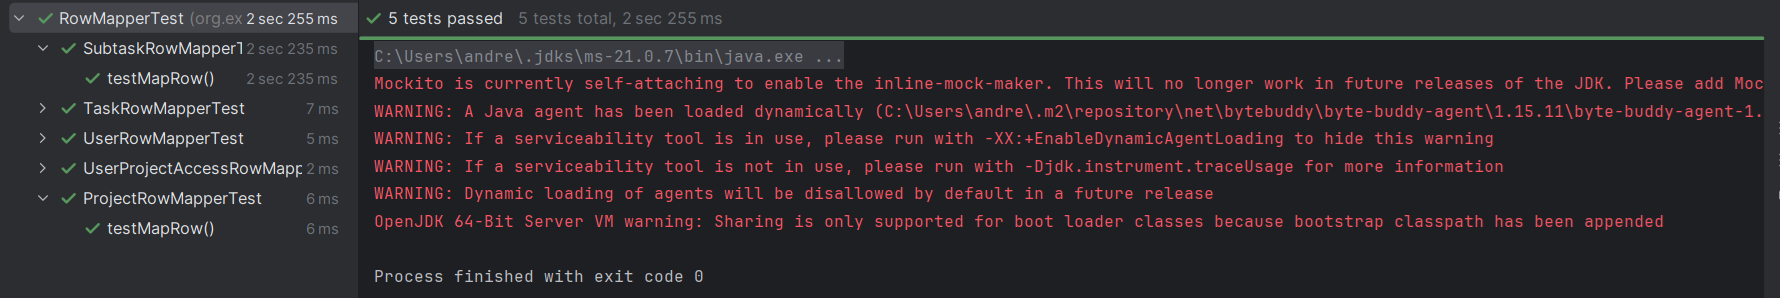 RowMapperTest (org.ex 2 sec 255 ms
SubtaskRowMapperT 2 sec 235 ms
testMapRow() 2 sec 235 ms
TaskRowMapperTest 7 ms
UserRowMapperTest 5 ms
UserProjectAccessRowMapp 2 ms
ProjectRowMapperTest 6 ms
testMapRow() 6 ms
5 tests passed 5 tests total, 2 sec 255 ms
C:\Users\andre\.jdks\ms-21.0.7\bin\java.exe ...
Mockito is currently self-attaching to enable the inline-mock-maker. This will no longer work in future releases of the JDK. Please add Moc
WARNING: A Java agent has been loaded dynamically (C:\Users\andre\.m2\repository\net\bytebuddy\byte-buddy-agent\1.15.11\byte-buddy-agent-1.
WARNING: If a serviceability tool is in use, please run with -XX:+EnableDynamicAgentLoading to hide this warning
WARNING: If a serviceability tool is not in use, please run with -Djdk.instrument.traceUsage for more information
WARNING: Dynamic loading of agents will be disallowed by default in a future release
OpenJDK 64-Bit Server VM warning: Sharing is only supported for boot loader classes because bootstrap classpath has been appended
Process finished with exit code 0